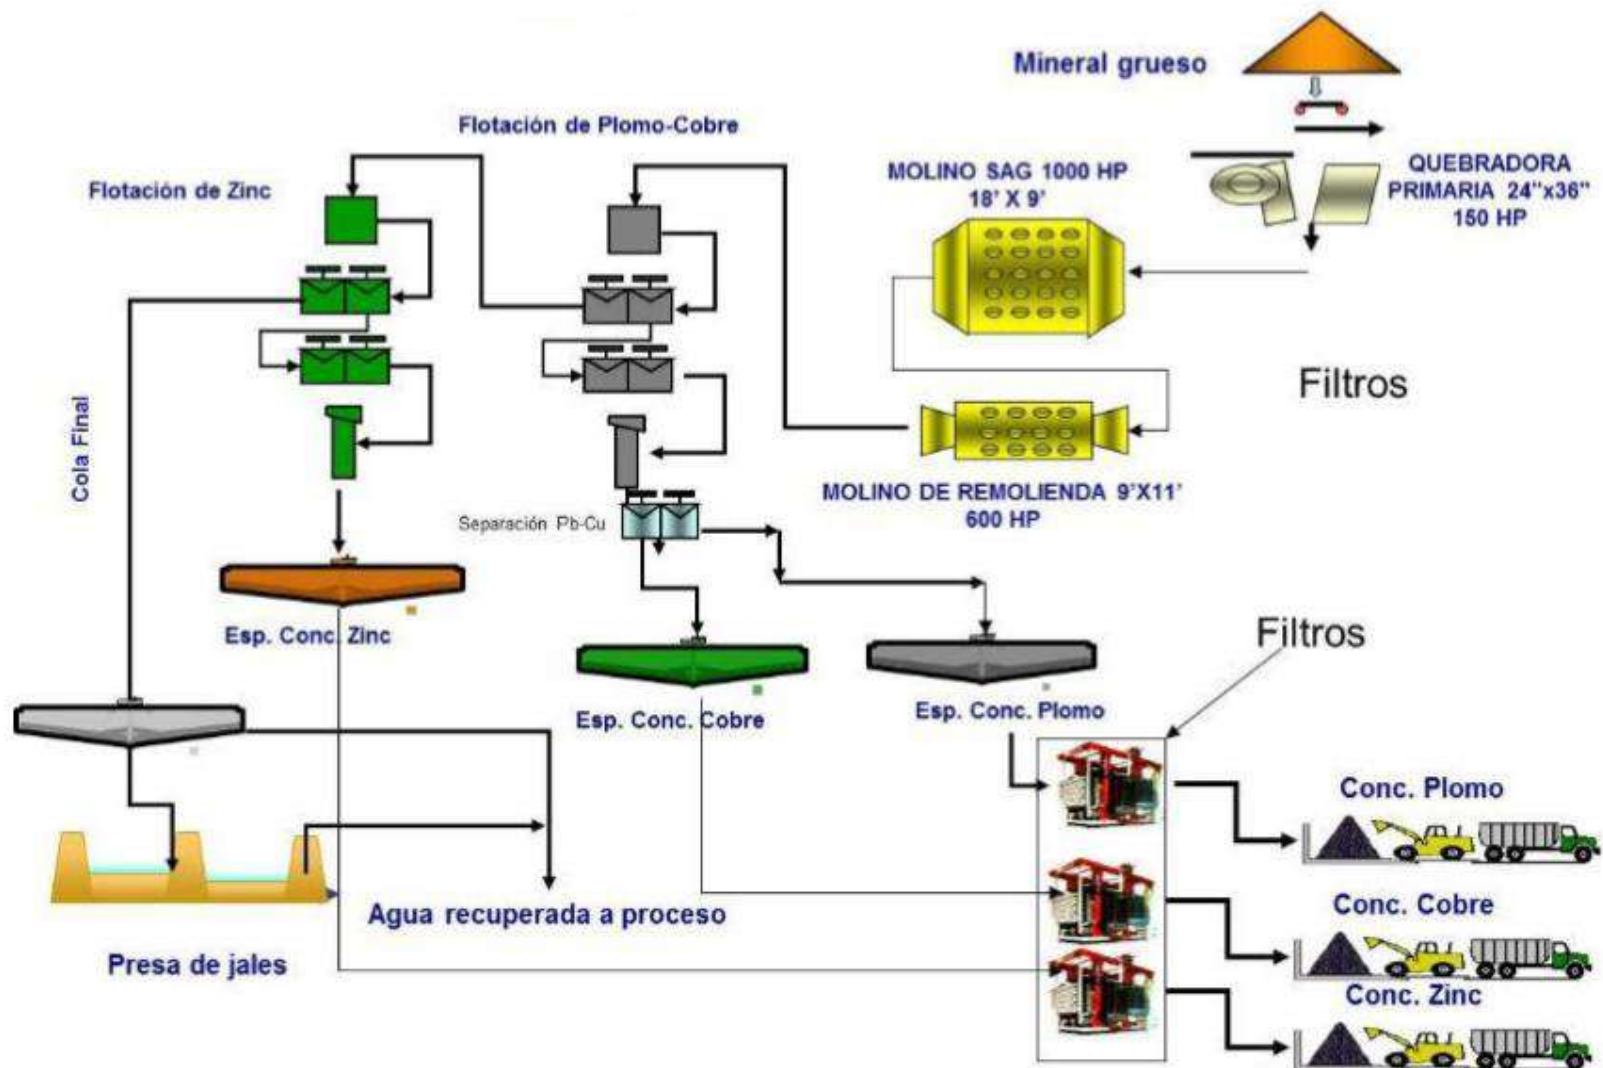 Mineral grueso
Flotación de Plomo-Cobre
QUEBRADORA
PRIMARIA 24"x36"
150 HP
MOLINO SAG 1000 HP
18' X 9'
Flotación de Zinc
Filtros
Cola Final
MOLINO DE REMOLIENDA 9'X11'
600 HP
Separación Pb-Cu
Esp. Conc. Zinc
Filtros
Esp. Conc. Cobre
Esp. Conc. Plomo
Conc. Plomo
Agua recuperada a proceso
Conc. Cobre
Presa de jales
Conc. Zinc